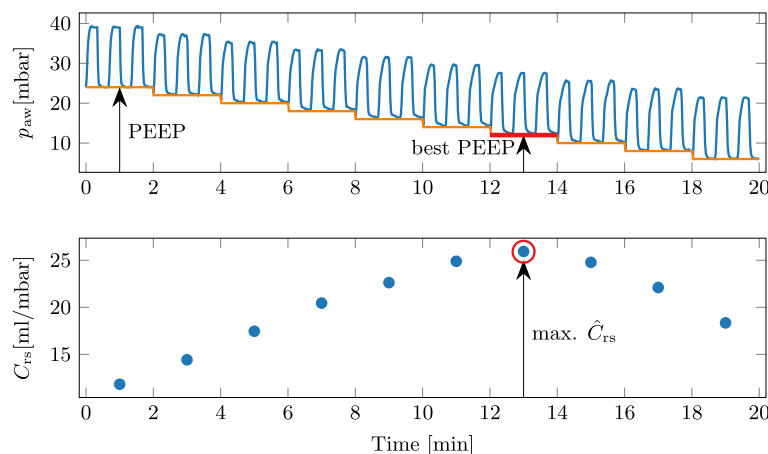 40
30
20
10
p_aw [mbar]
PEEP
best PEEP
0 2 4 6 8 10 12 14 16 18 20
25
20
15
C_rs [ml/mbar]
max. Ĉ_rs
0 2 4 6 8 10 12 14 16 18 20
Time [min]